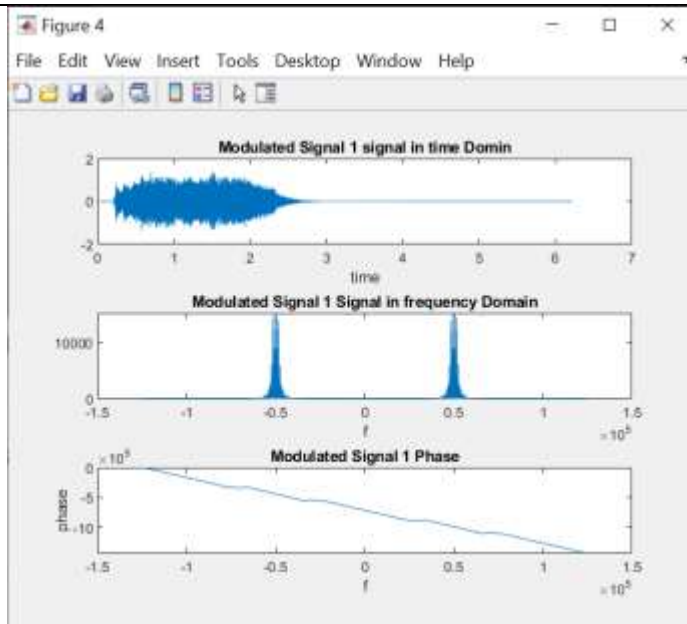 Figure 4
File Edit View Insert Tools Desktop Window Help
Modulated Signal 1 signal in time Domin
2
0
-2
0 1 2 3 4 5 6 7
time
Modulated Signal 1 Signal in frequency Domain
10000
0
-1.5 -1 -0.5 0 0.5 1 1.5
f
×10⁵
Modulated Signal 1 Phase
×10⁵
0
-5
-10
phase
-1.5 -1 -0.5 0 0.5 1 1.5
f
×10⁵